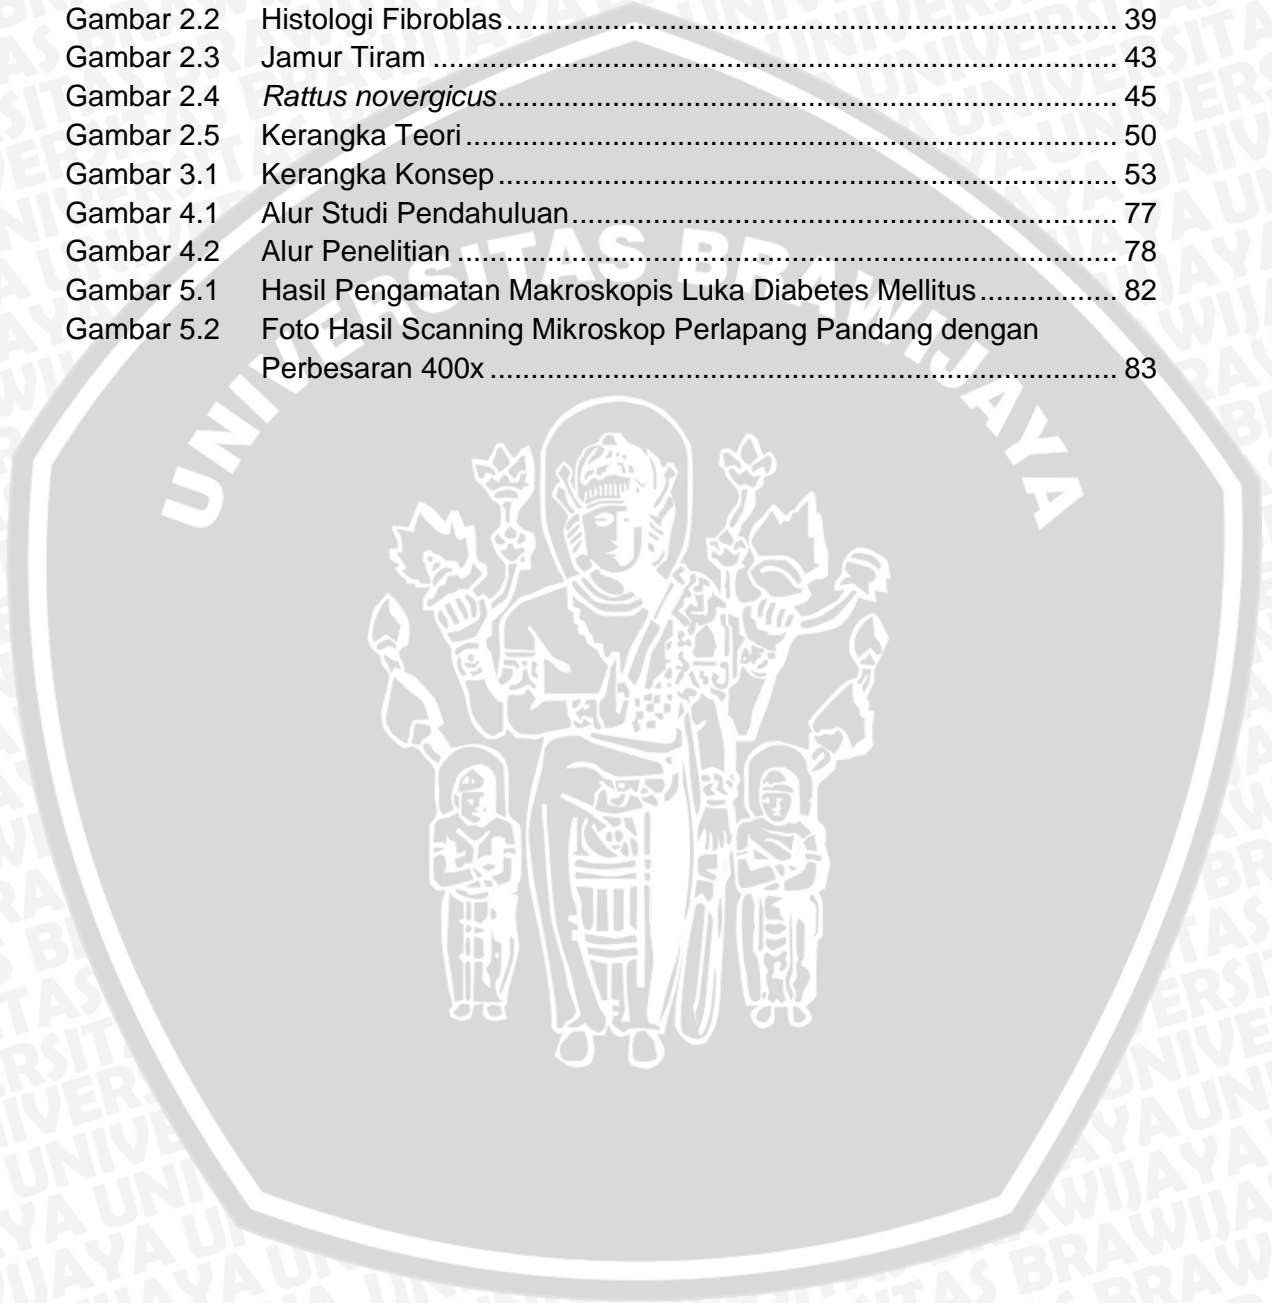 Gambar 2.2 Histologi Fibroblas ........................................................................... 39
Gambar 2.3 Jamur Tiram .................................................................................... 43
Gambar 2.4 Rattus novergicus ............................................................................ 45
Gambar 2.5 Kerangka Teori ................................................................................ 50
Gambar 3.1 Kerangka Konsep ............................................................................ 53
Gambar 4.1 Alur Studi Pendahuluan ................................................................... 77
Gambar 4.2 Alur Penelitian ................................................................................. 78
Gambar 5.1 Hasil Pengamatan Makroskopis Luka Diabetes Mellitus ................. 82
Gambar 5.2 Foto Hasil Scanning Mikroskop Perlapang Pandang dengan
Perbesaran 400x ............................................................................. 83
UNIVERSITAS BRAWIJAYA